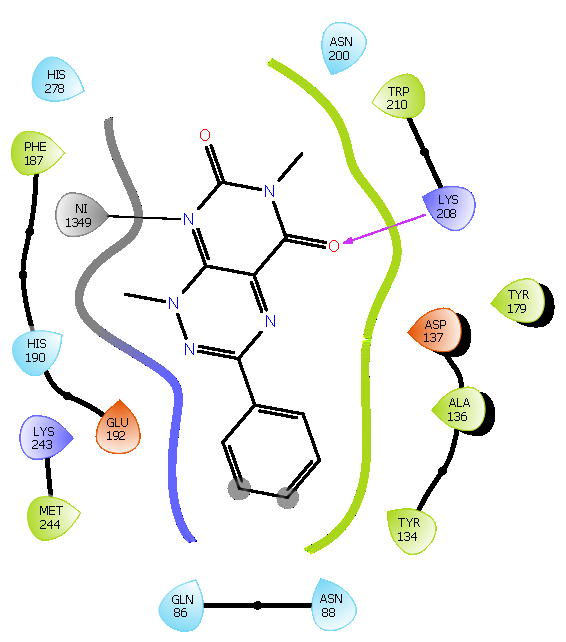 ASN
200
HIS
278
TRP
210
O
PHE
187
N
LYS
208
NI
1349
N
O
TYR
179
N
N
ASP
137
HIS
190
N
ALA
136
GLU
192
LYS
243
MET
244
TYR
134
GLN
86
ASN
88